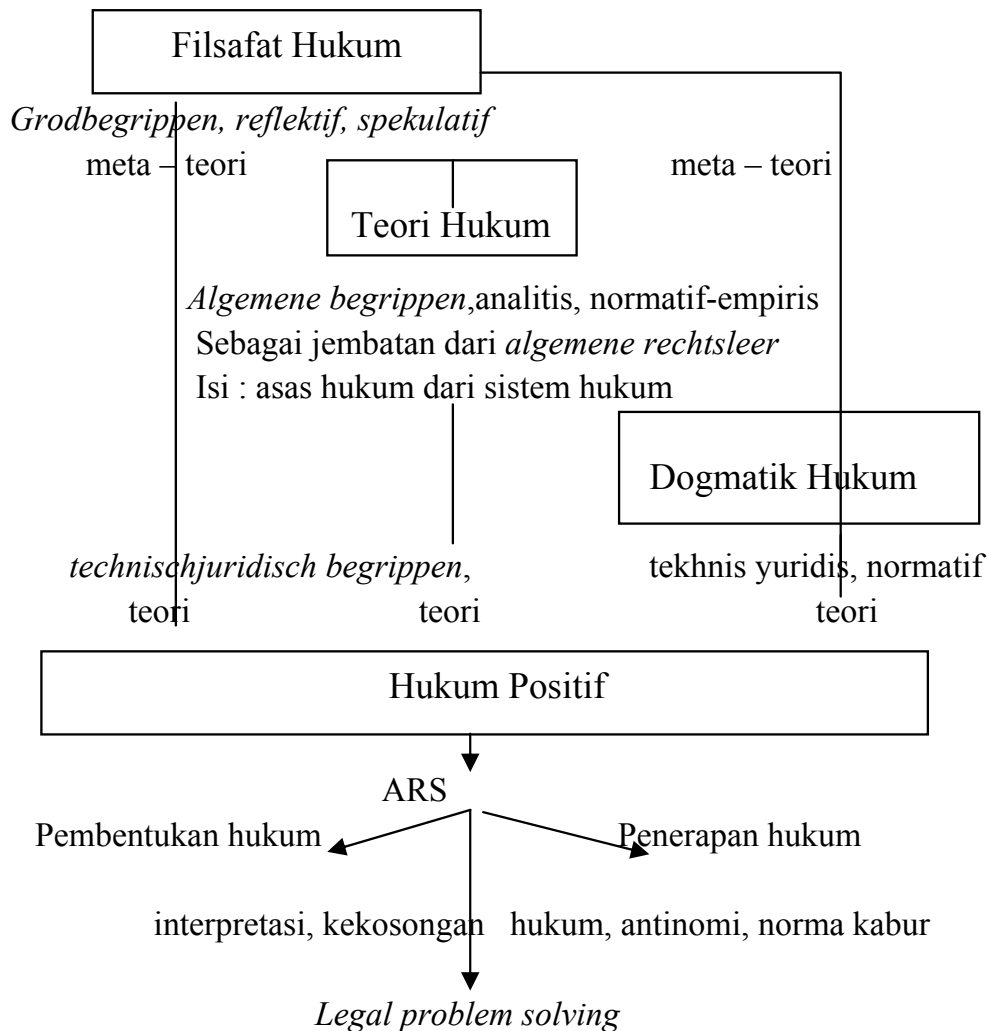 Filsafat Hukum
Grodbegrippen, reflektif, spekulatif
meta – teori
meta – teori
Teori Hukum
Algemene begrippen,analitis, normatif-empiris
Sebagai jembatan dari algemene rechtsleer
Isi : asas hukum dari sistem hukum
Dogmatik Hukum
technischjuridisch begrippen,
tekhnis yuridis, normatif
teori
teori
teori
Hukum Positif
ARS
Pembentukan hukum
Penerapan hukum
interpretasi, kekosongan hukum, antinomi, norma kabur
Legal problem solving